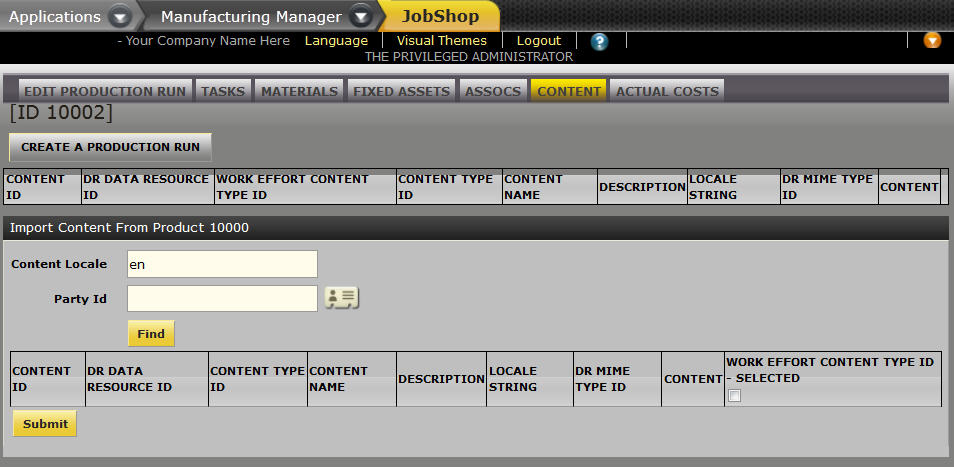 Applications Manufacturing Manager JobShop
- Your Company Name Here Language Visual Themes Logout ?
THE PRIVILEGED ADMINISTRATOR
EDIT PRODUCTION RUN TASKS MATERIALS FIXED ASSETS ASSOCS CONTENT ACTUAL COSTS
[ID 10002]
CREATE A PRODUCTION RUN
CONTENT ID DR DATA RESOURCE ID WORK EFFORT CONTENT TYPE ID CONTENT TYPE ID CONTENT NAME DESCRIPTION LOCALE STRING DR MIME TYPE ID CONTENT
Import Content From Product 10000
Content Locale en
Party Id
Find
CONTENT ID DR DATA RESOURCE ID CONTENT TYPE ID CONTENT NAME DESCRIPTION LOCALE STRING DR MIME TYPE ID CONTENT WORK EFFORT CONTENT TYPE ID - SELECTED
Submit